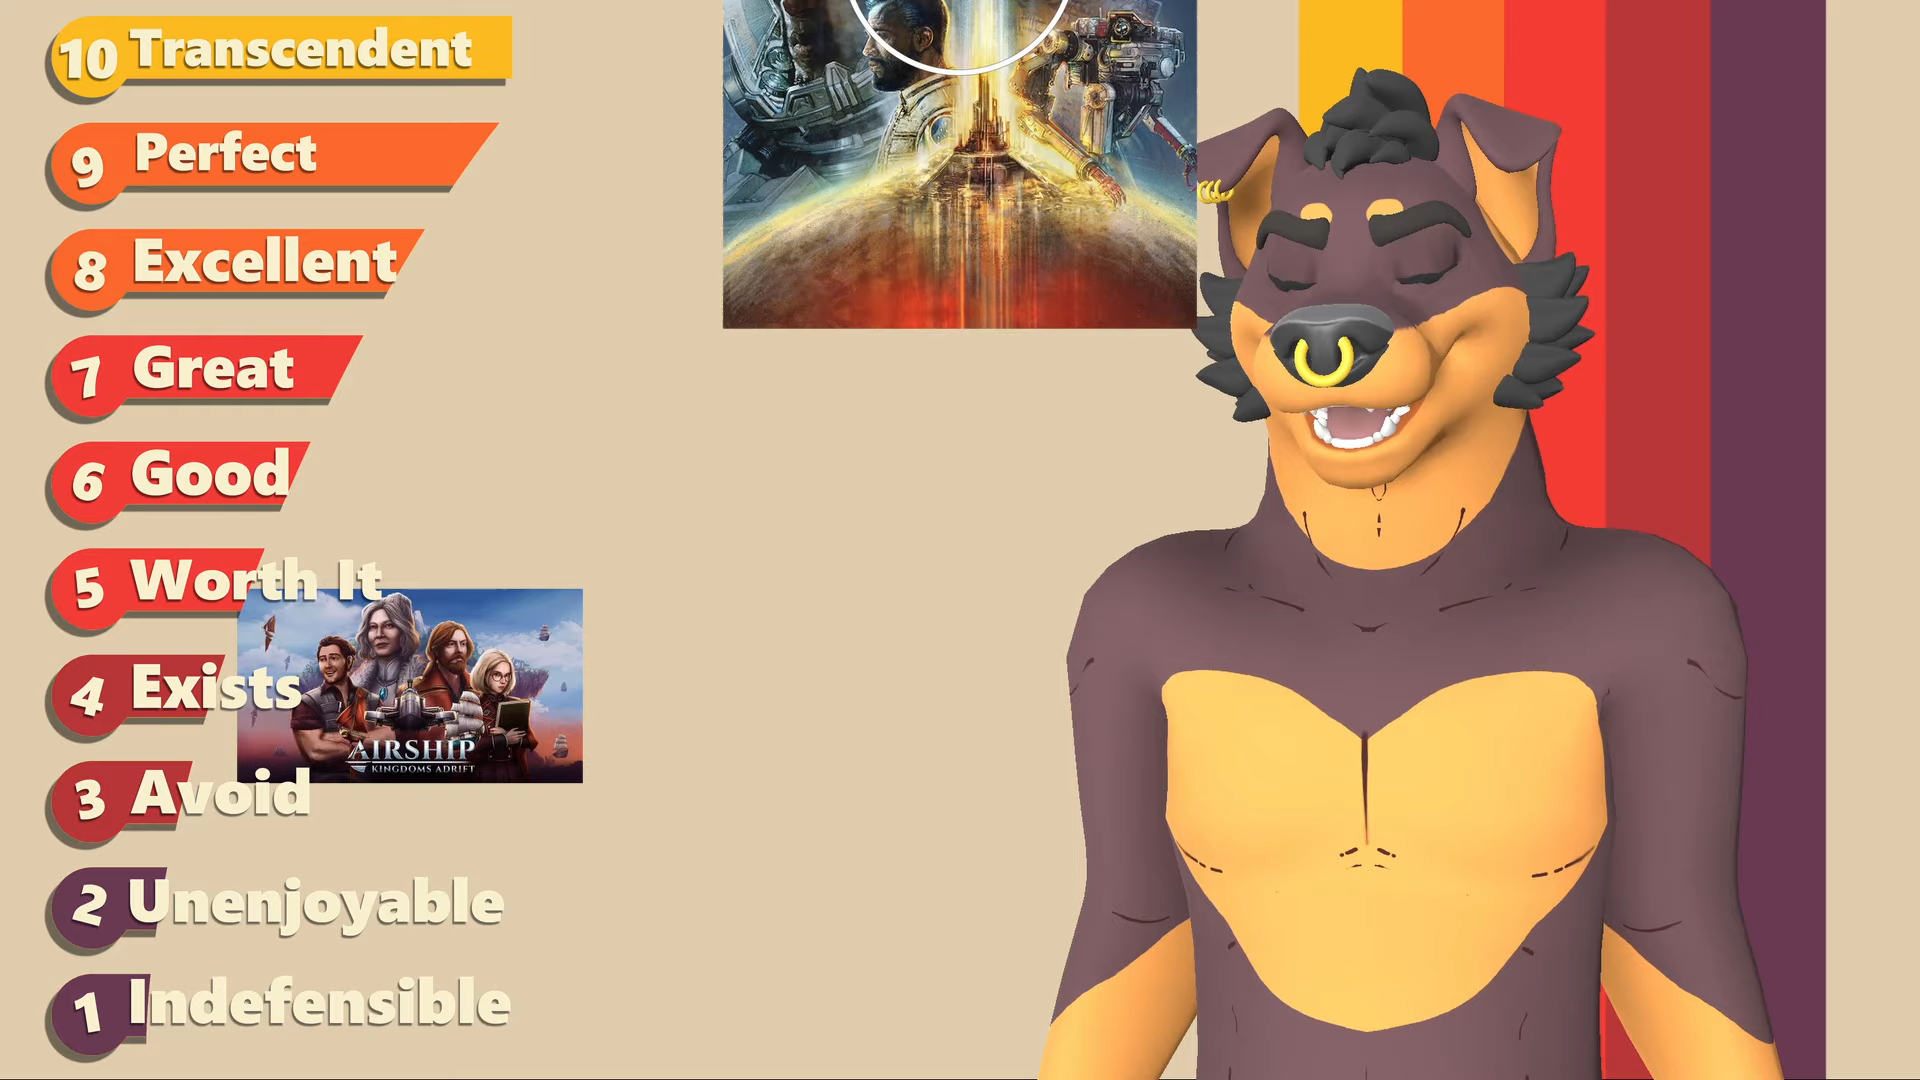 10 Transcendent
9 Perfect
8 Excellent
7 Great
6 Good
5 Worth It
4 Exists
3 Avoid
2 Unenjoyable
1 Indefensible
AIRSHIP
KINGDOMS ADRIFT